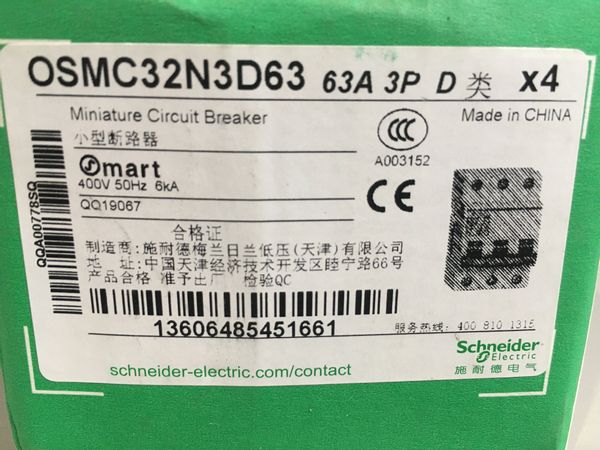 OSMC32N3D63 63A 3P D 类 x4
Miniature Circuit Breaker
小型断路器
Made in CHINA
CCC
A003152
Smart
400V 50Hz 6kA
QQ19067
CE
QQA00778SQ
合格证
制造商:施耐德梅兰日兰低压(天津)有限公司
地 址:中国天津经济技术开发区睦宁路66号
产品合格 准予出厂 检验QC
13606485451661
服务热线: 400 810 1315
schneider-electric.com/contact
Schneider
Electric
施耐德电气